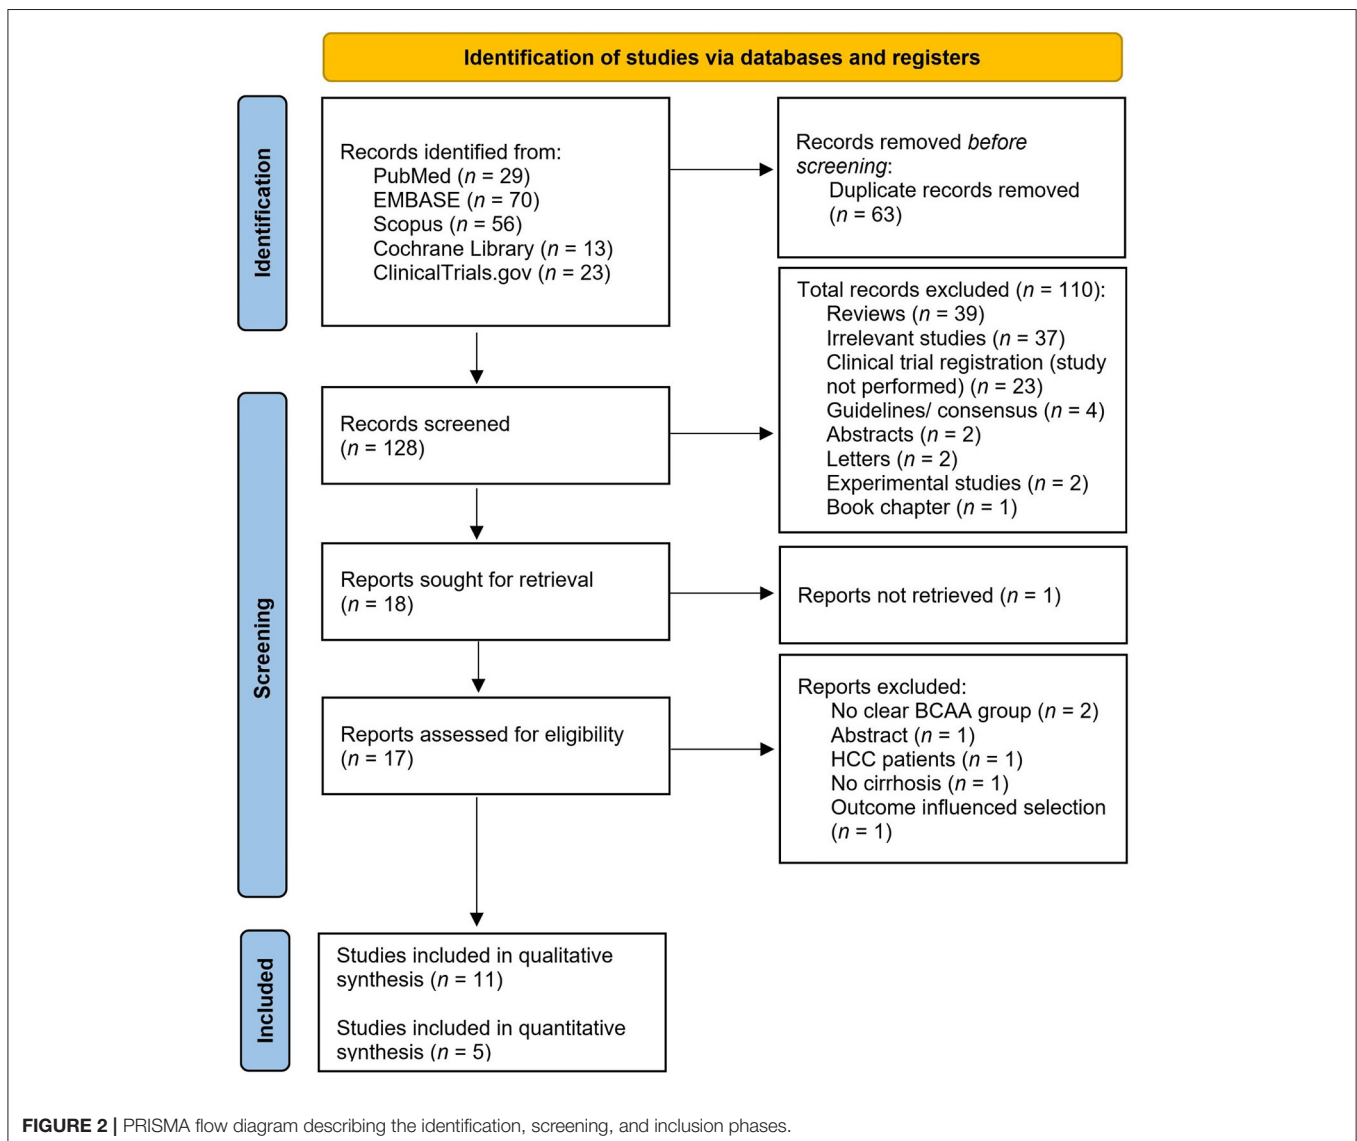 Identification of studies via databases and registers
Identification
Records identified from:
PubMed (n = 29)
EMBASE (n = 70)
Scopus (n = 56)
Cochrane Library (n = 13)
ClinicalTrials.gov (n = 23)
Records removed before
screening:
Duplicate records removed
(n = 63)
Screening
Records screened
(n = 128)
Total records excluded (n = 110):
Reviews (n = 39)
Irrelevant studies (n = 37)
Clinical trial registration (study
not performed) (n = 23)
Guidelines/ consensus (n = 4)
Abstracts (n = 2)
Letters (n = 2)
Experimental studies (n = 2)
Book chapter (n = 1)
Reports sought for retrieval
(n = 18)
Reports not retrieved (n = 1)
Reports assessed for eligibility
(n = 17)
Reports excluded:
No clear BCAA group (n = 2)
Abstract (n = 1)
HCC patients (n = 1)
No cirrhosis (n = 1)
Outcome influenced selection
(n = 1)
Included
Studies included in qualitative
synthesis (n = 11)
Studies included in quantitative
synthesis (n = 5)
FIGURE 2 | PRISMA flow diagram describing the identification, screening, and inclusion phases.